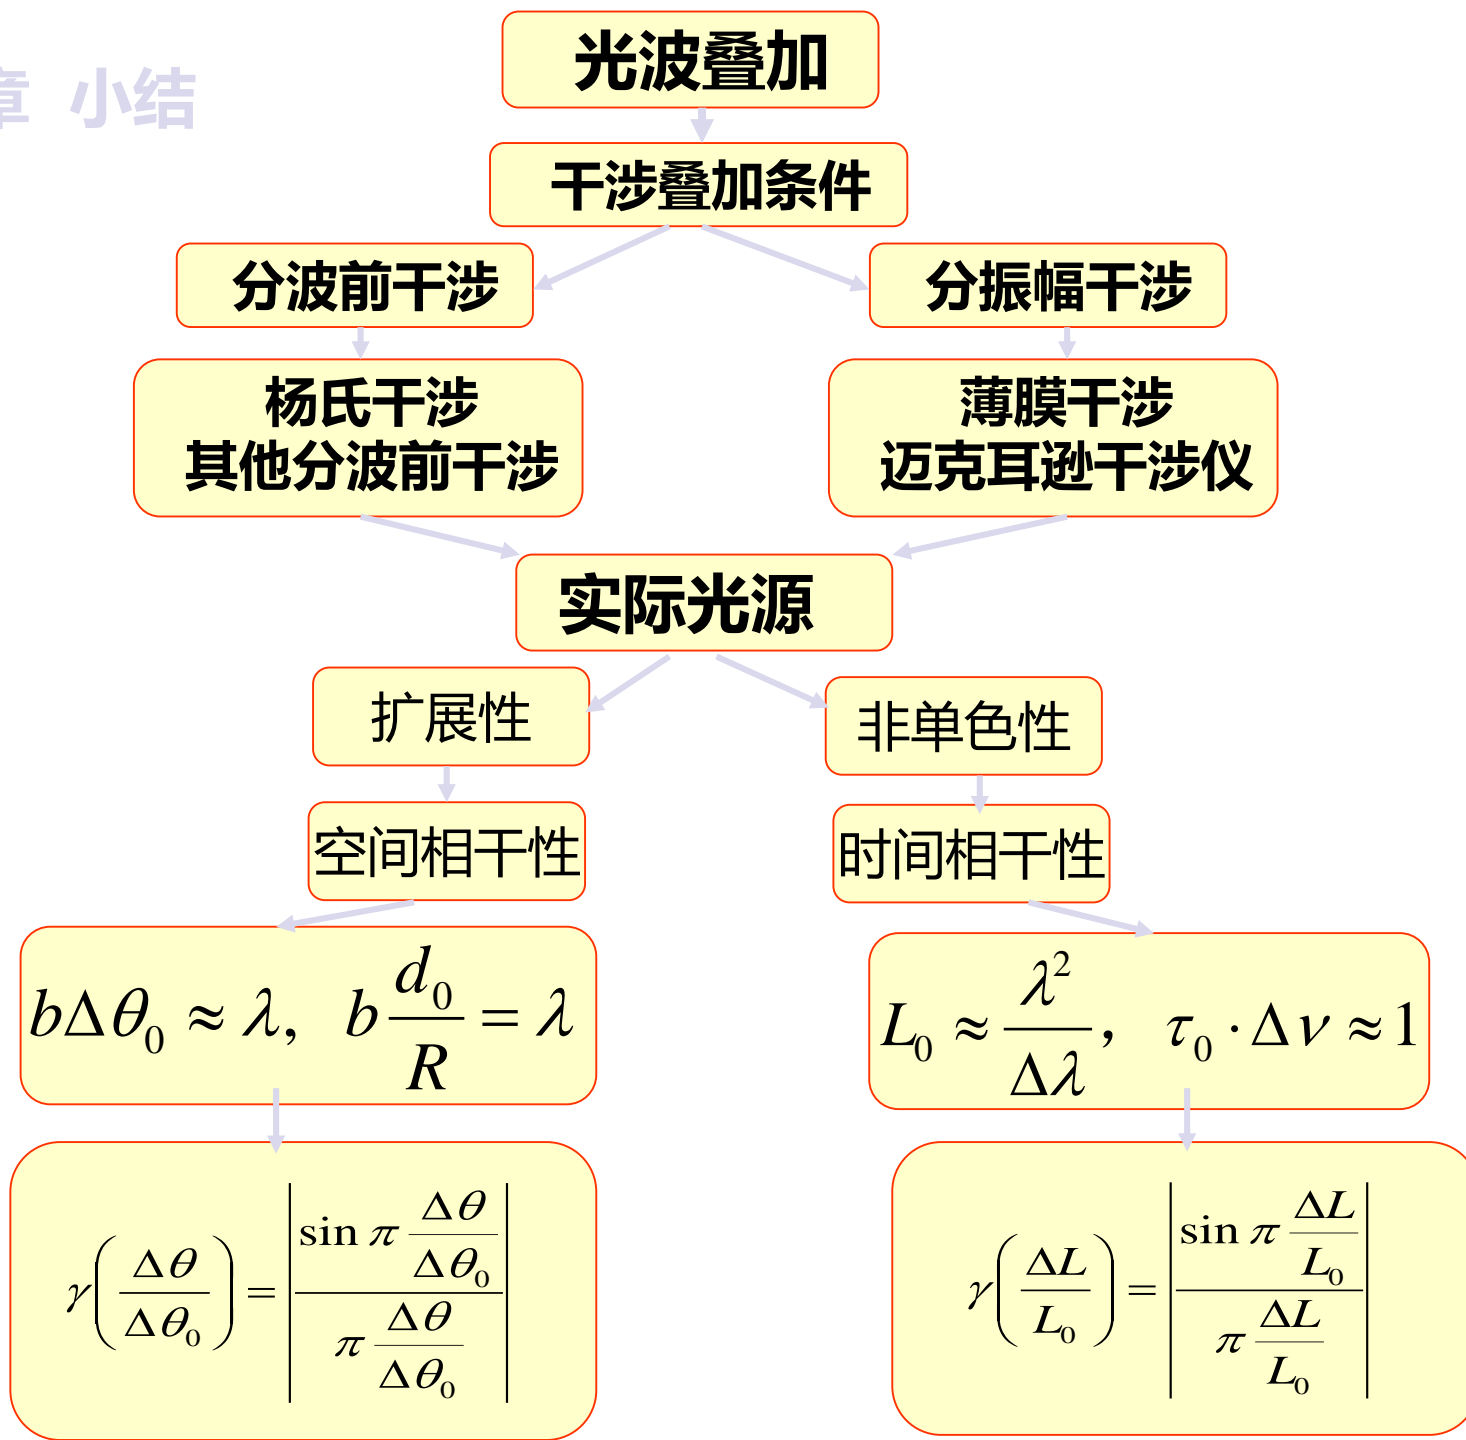 章 小结
光波叠加
干涉叠加条件
分波前干涉
分振幅干涉
杨氏干涉
其他分波前干涉
薄膜干涉
迈克耳逊干涉仪
实际光源
扩展性
非单色性
空间相干性
时间相干性
bΔθ₀ ≈ λ, b d₀/R = λ
L₀ ≈ λ²/Δλ, τ₀ · Δν ≈ 1
γ(Δθ/Δθ₀) = |sin π Δθ/Δθ₀ / π Δθ/Δθ₀|
γ(ΔL/L₀) = |sin π ΔL/L₀ / π ΔL/L₀|